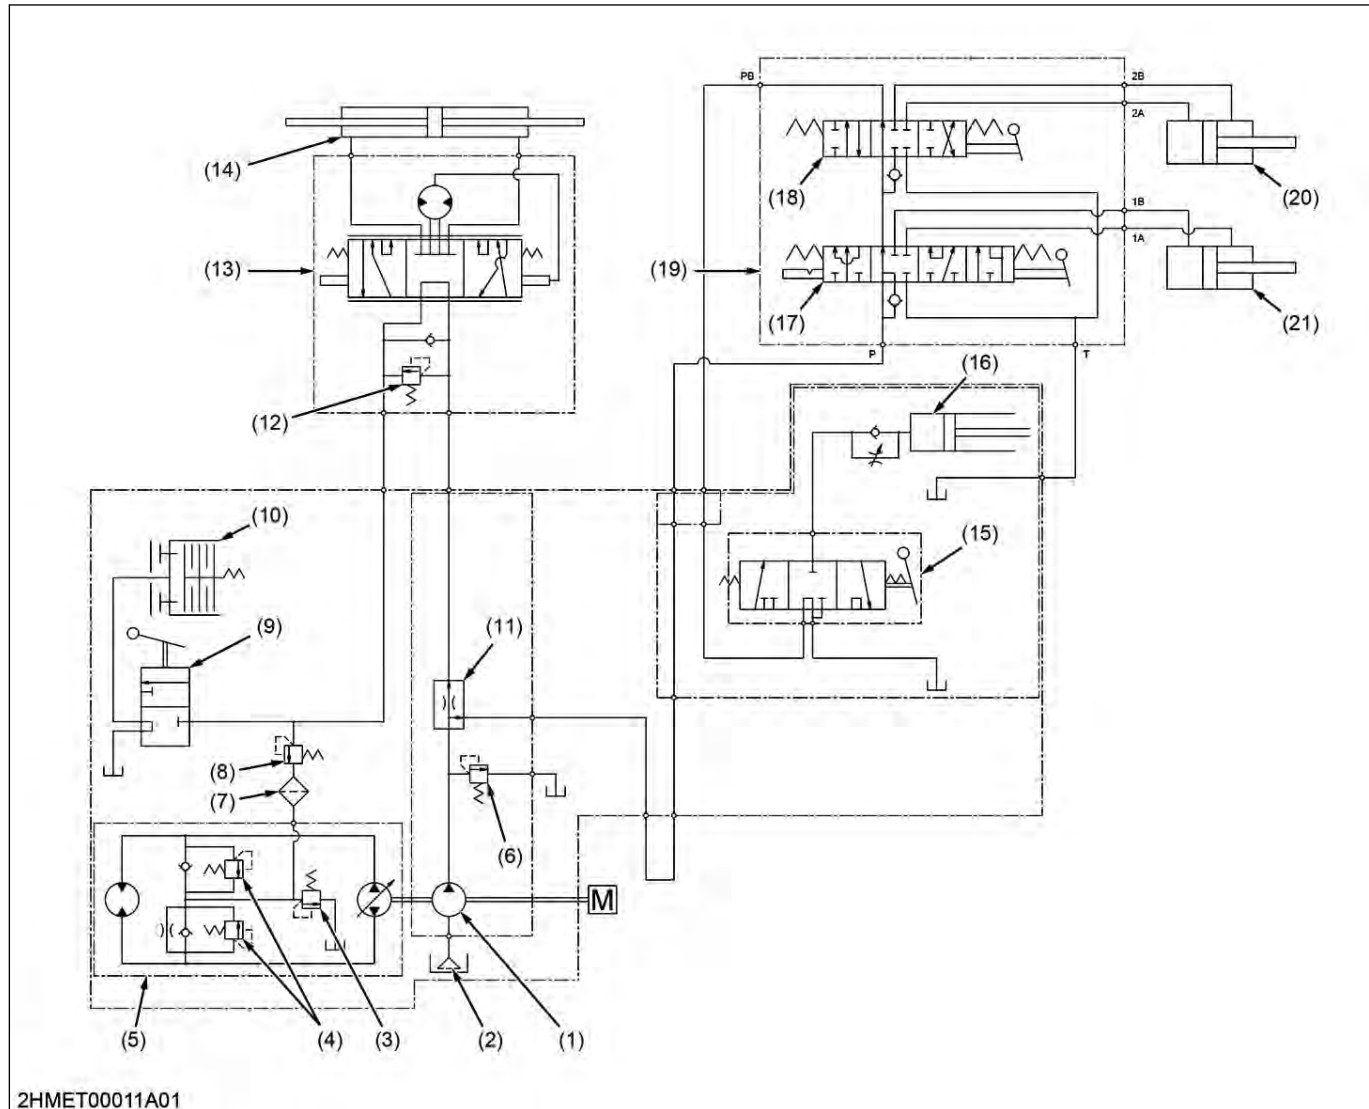 PB
2B
2A
(14)
(18)
(20)
1B
1A
(13)
(19)
(17)
(21)
P
T
(16)
(12)
(10)
(15)
(11)
(9)
(8)
(7)
(6)
M
(5)
(4)
(3)
(2)
(1)
2HMET00011A01